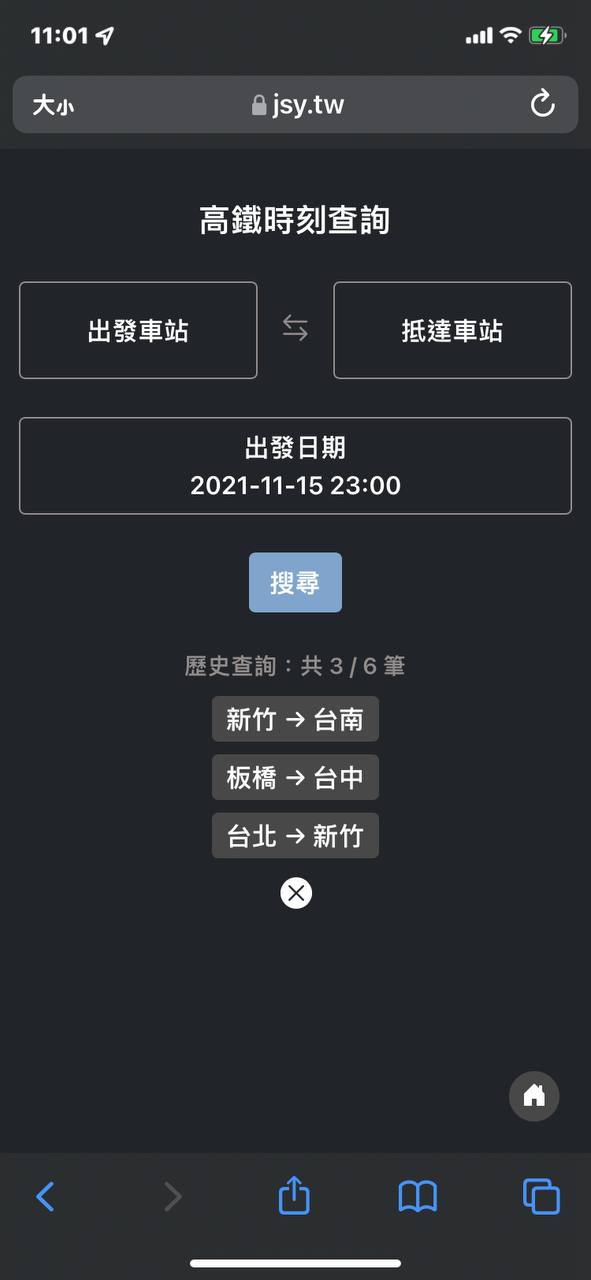 11:01
大小 jsy.tw
高鐵時刻查詢
出發車站 抵達車站
出發日期
2021-11-15 23:00
搜尋
歷史查詢：共 3 / 6 筆
新竹 → 台南
板橋 → 台中
台北 → 新竹